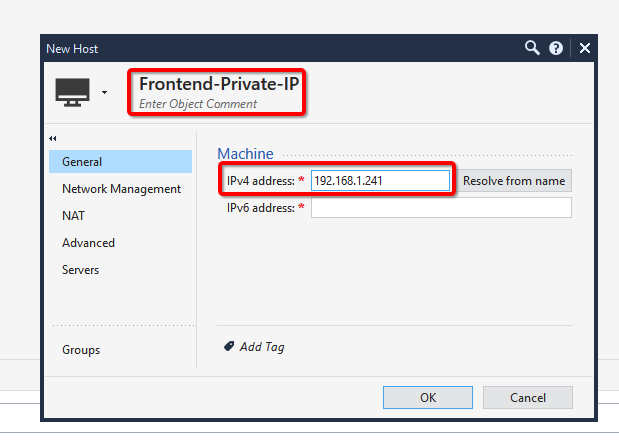 New Host
Frontend-Private-IP
Enter Object Comment
General
Network Management
NAT
Advanced
Servers
Groups
Machine
IPv4 address: * 192.168.1.241 Resolve from name
IPv6 address: *
Add Tag
OK Cancel